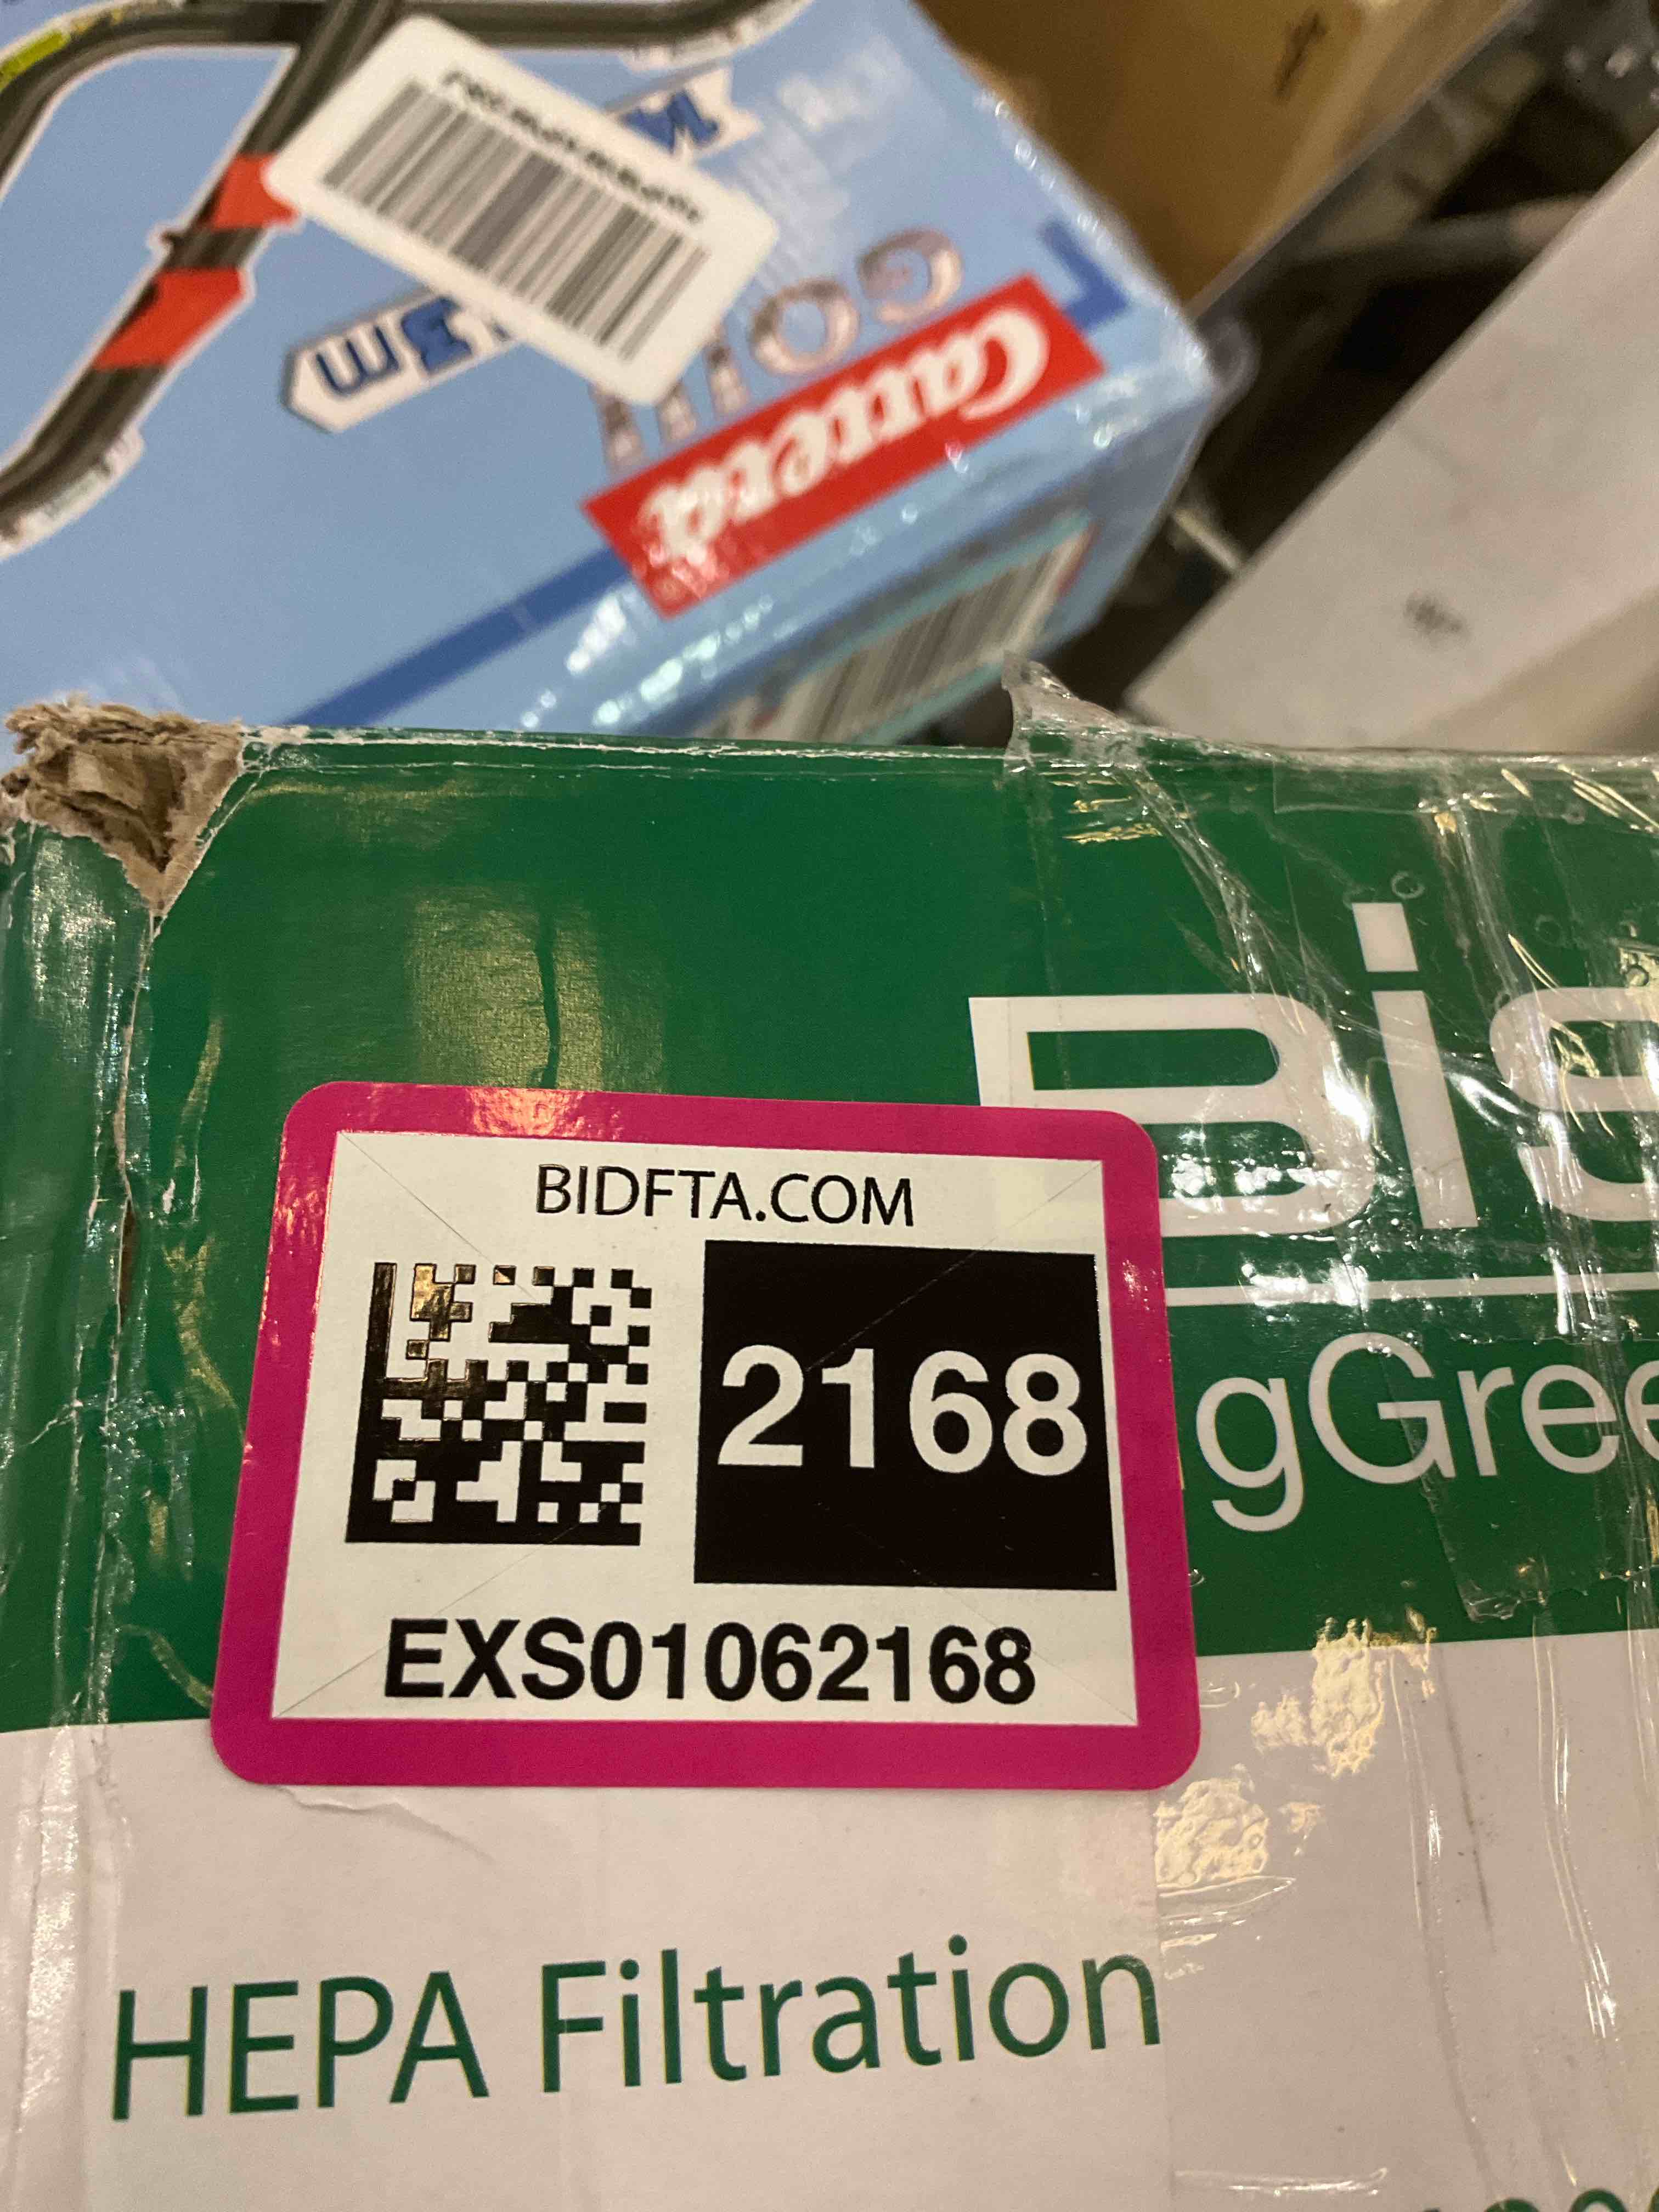 GO!!!
Carrera
Bis
gGree
BIDFTA.COM
2168
EXS01062168
HEPA Filtration